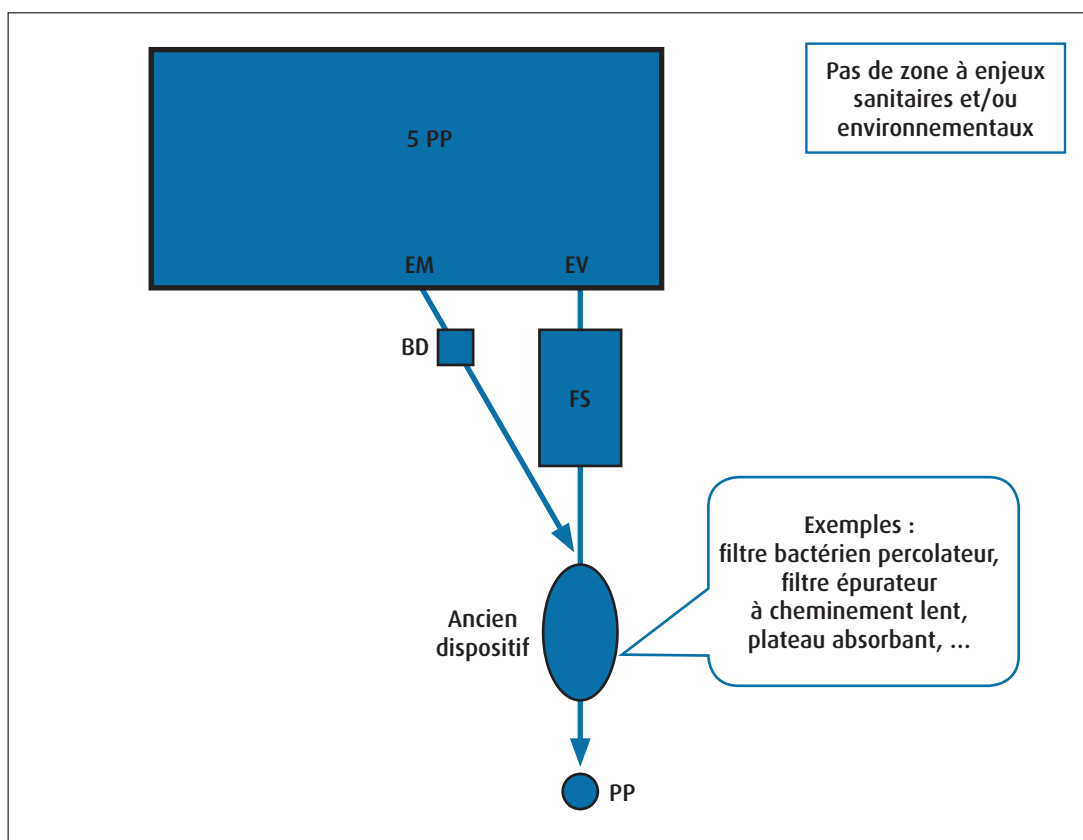 Pas de zone à enjeux
sanitaires et/ou
environnementaux
5 PP
EM
EV
BD
FS
Exemples :
filtre bactérien percolateur,
filtre épurateur
à cheminement lent,
plateau absorbant, ...
Ancien
dispositif
PP